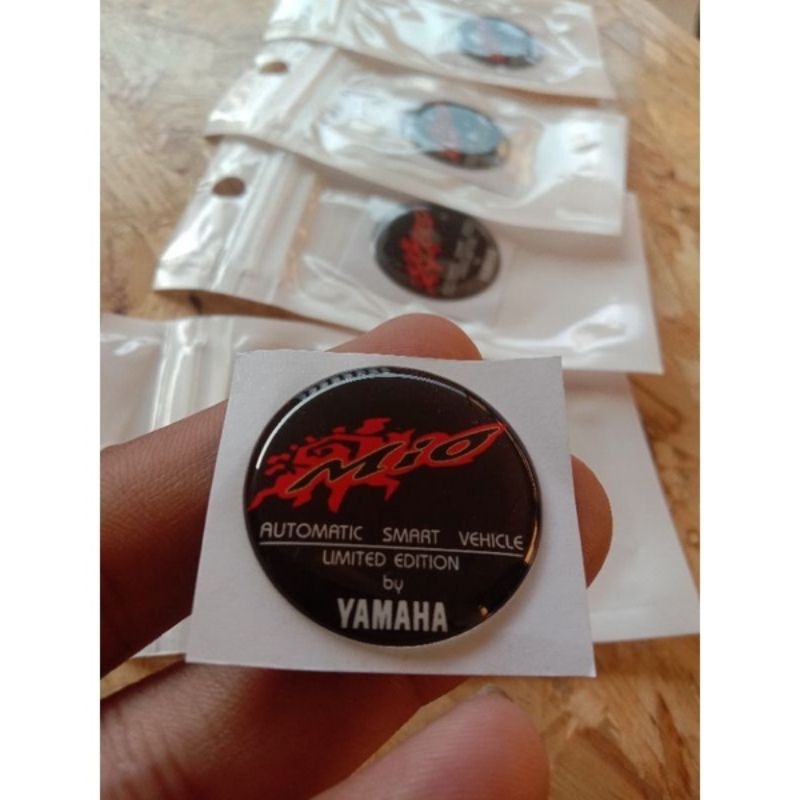 Mio
AUTOMATIC SMART VEHICLE
LIMITED EDITION
by
YAMAHA